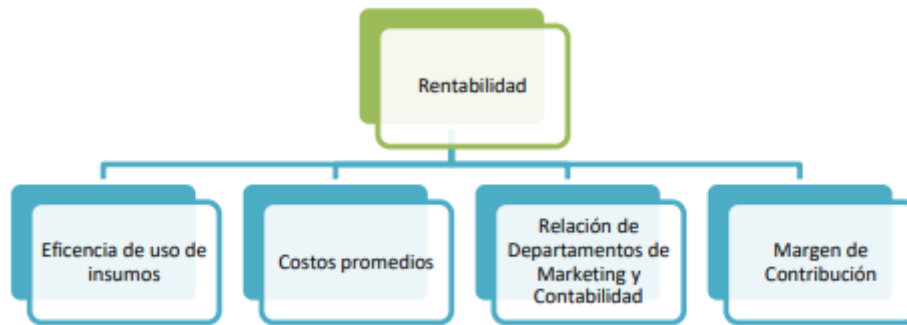 Rentabilidad
Eficencia de uso de
insumos
Costos promedios
Relación de
Departamentos de
Marketing y
Contabilidad
Margen de
Contribución